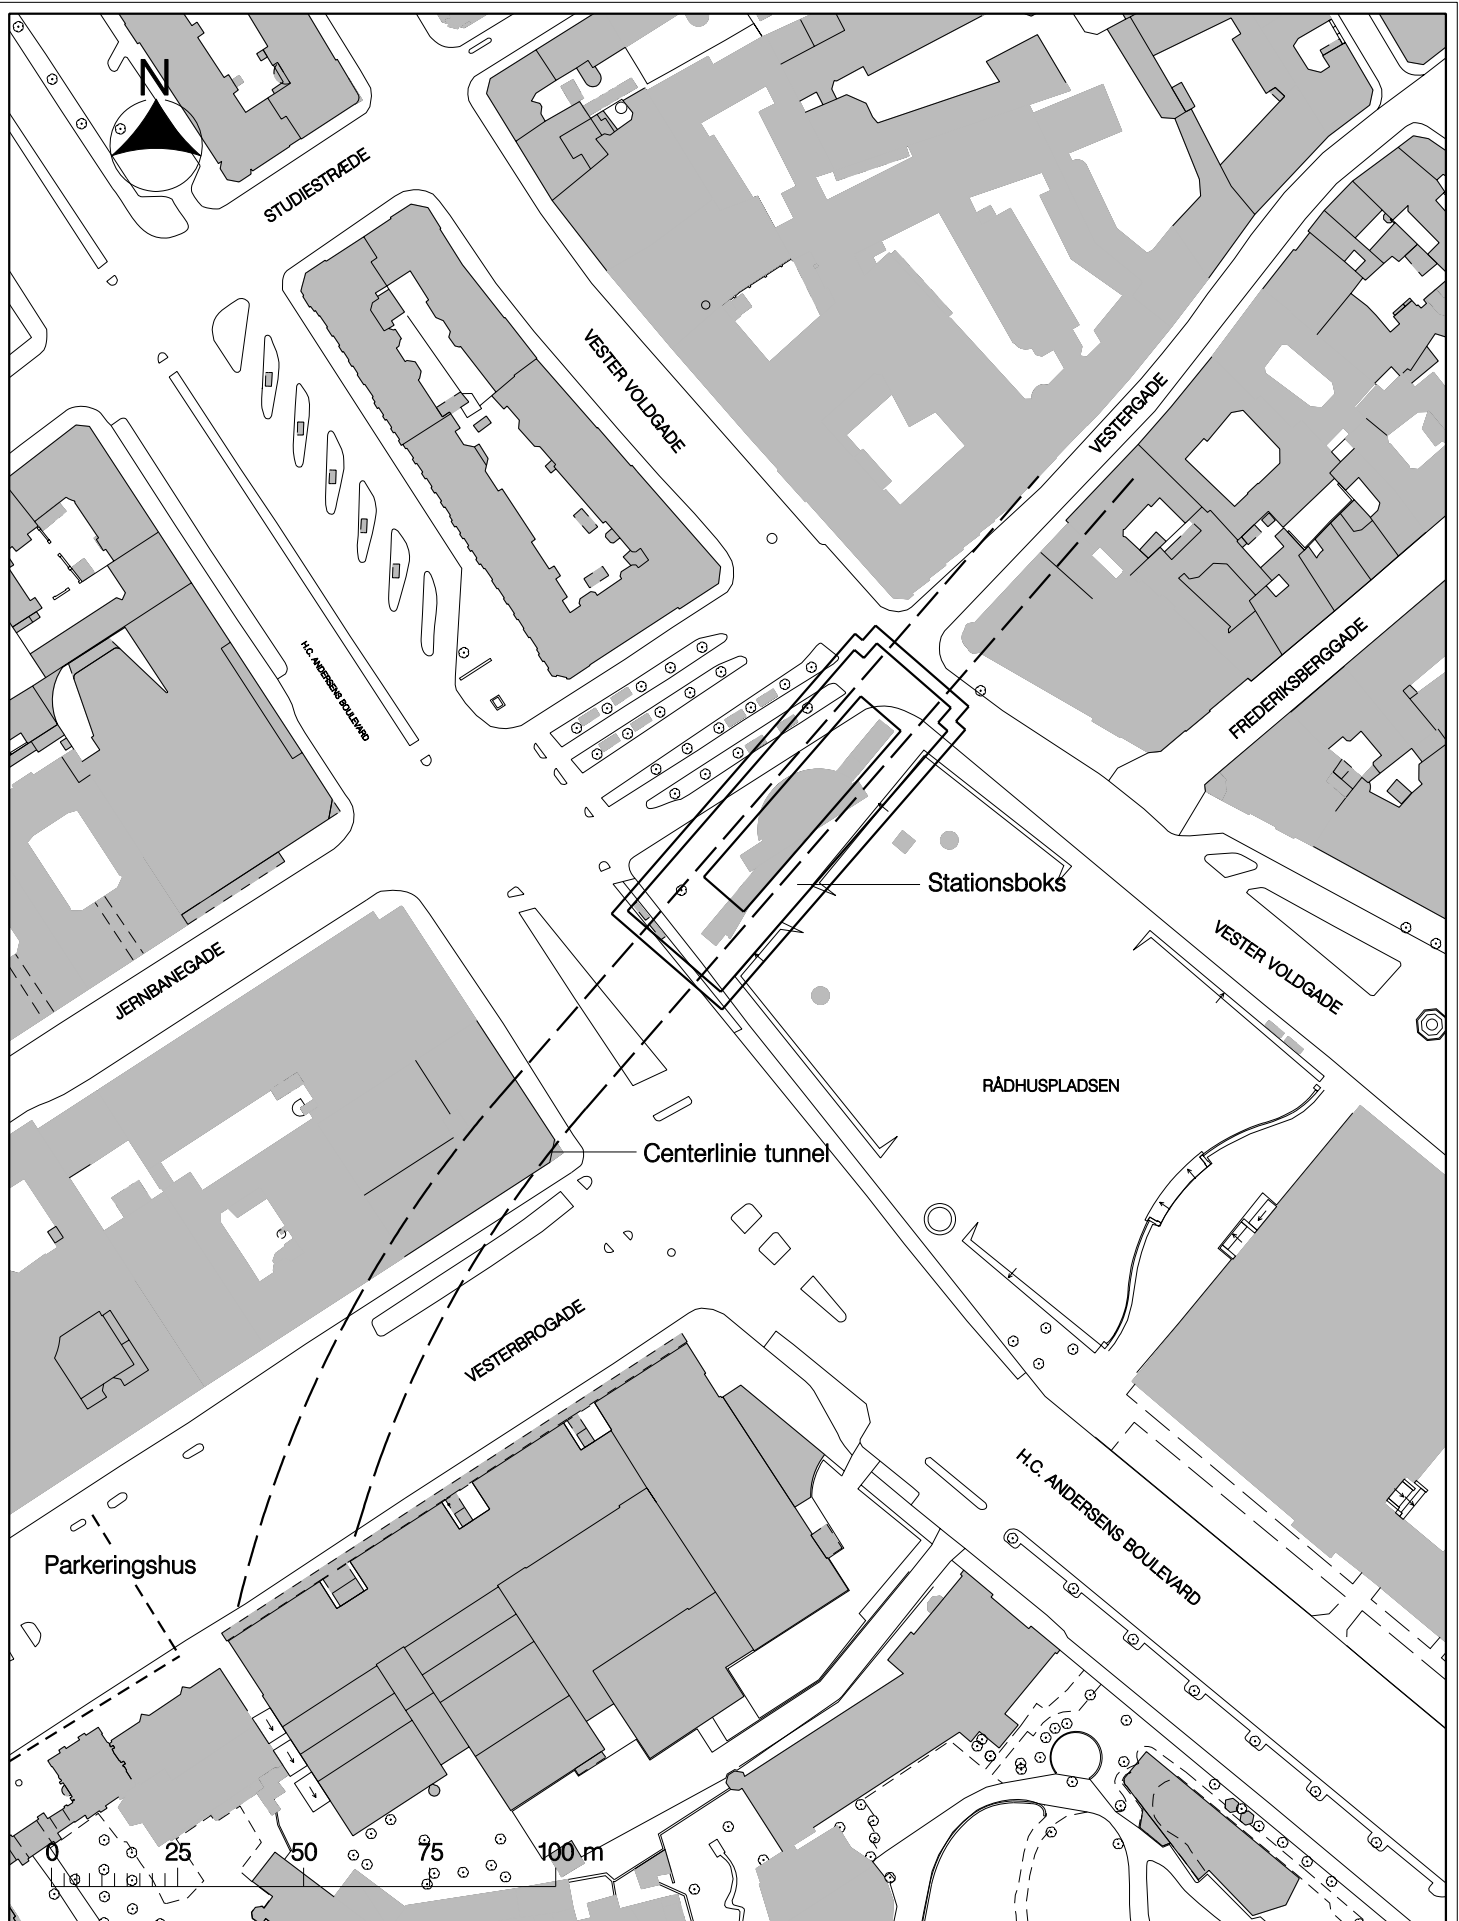 N
STUDIESTRÆDE
VESTER VOLDGADE
VESTERGADE
H.C. ANDERSENS BOULEVARD
FREDERIKSBERGGADE
Stationsboks
JERNBANEGADE
VESTER VOLDGADE
RÅDHUSPLADSEN
Centerlinie tunnel
VESTERBROGADE
H.C. ANDERSENS BOULEVARD
Parkeringshus
0 25 50 75 100 m